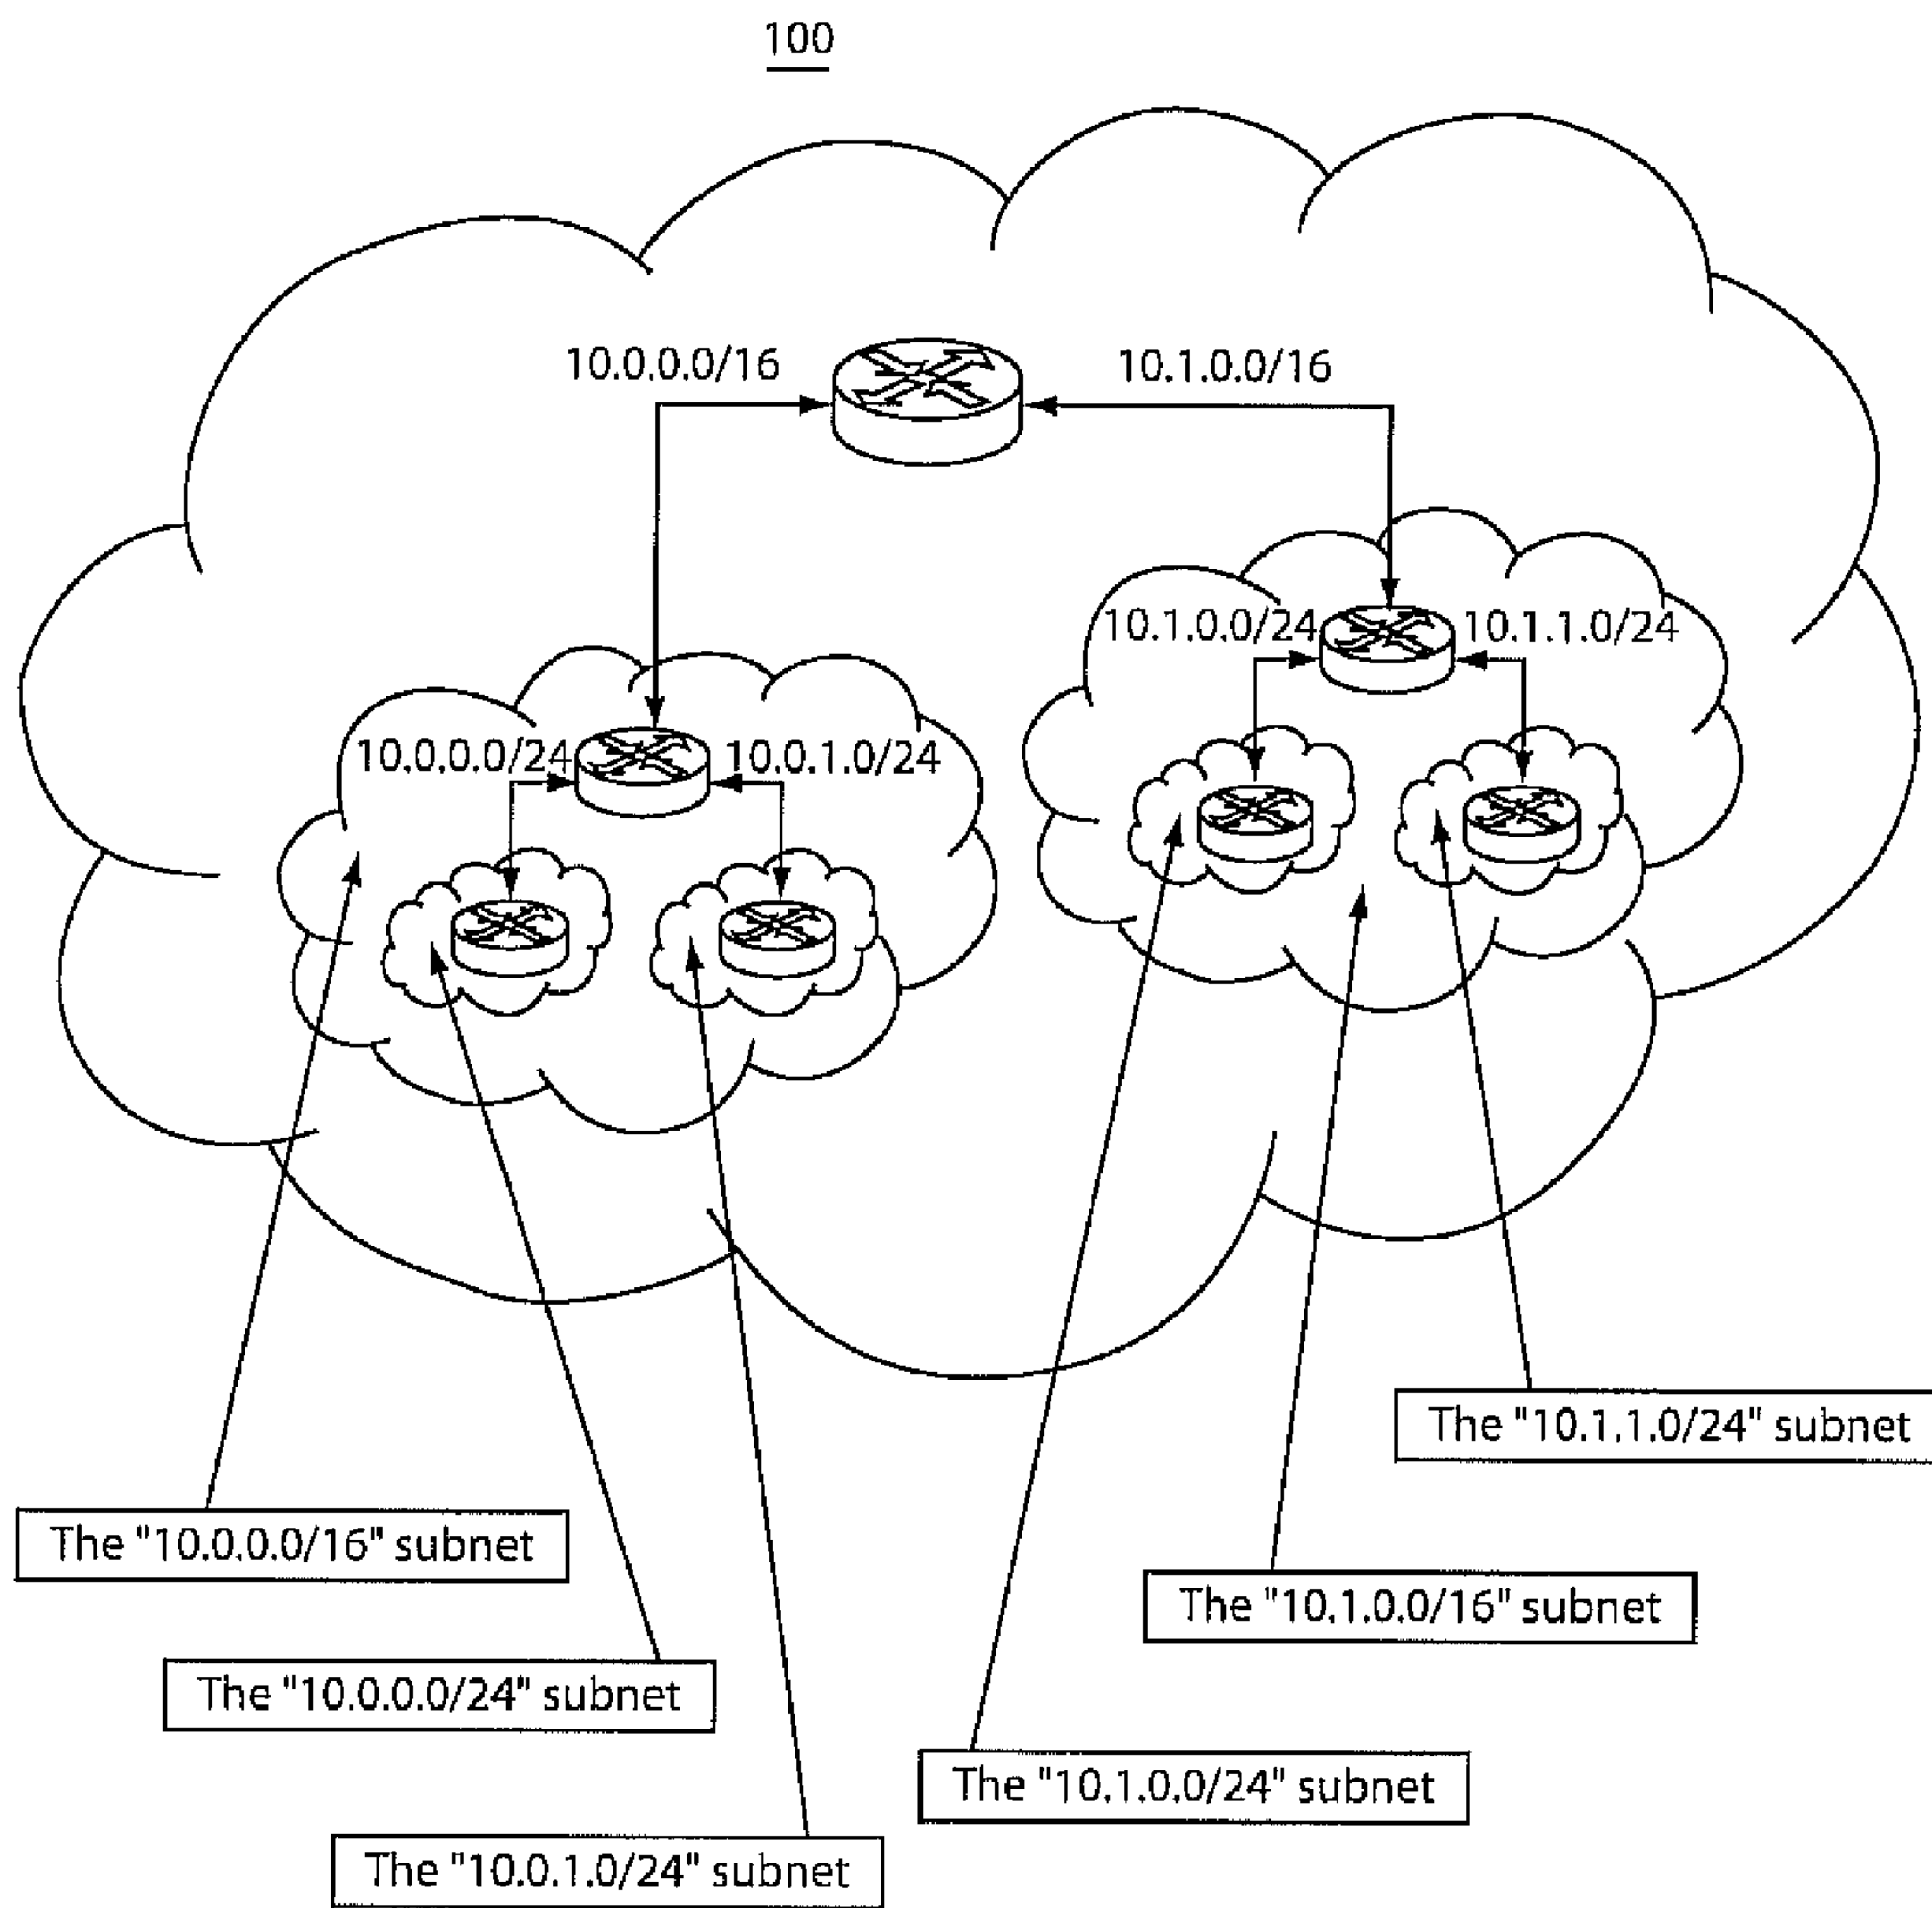 100
10.0.0.0/16
10.1.0.0/16
10.1.0.0/24
10.1.1.0/24
10.0.0.0/24
10.0.1.0/24
The "10.1.1.0/24" subnet
The "10.0.0.0/16" subnet
The "10.1.0.0/16" subnet
The "10.0.0.0/24" subnet
The "10.1.0.0/24" subnet
The "10.0.1.0/24" subnet